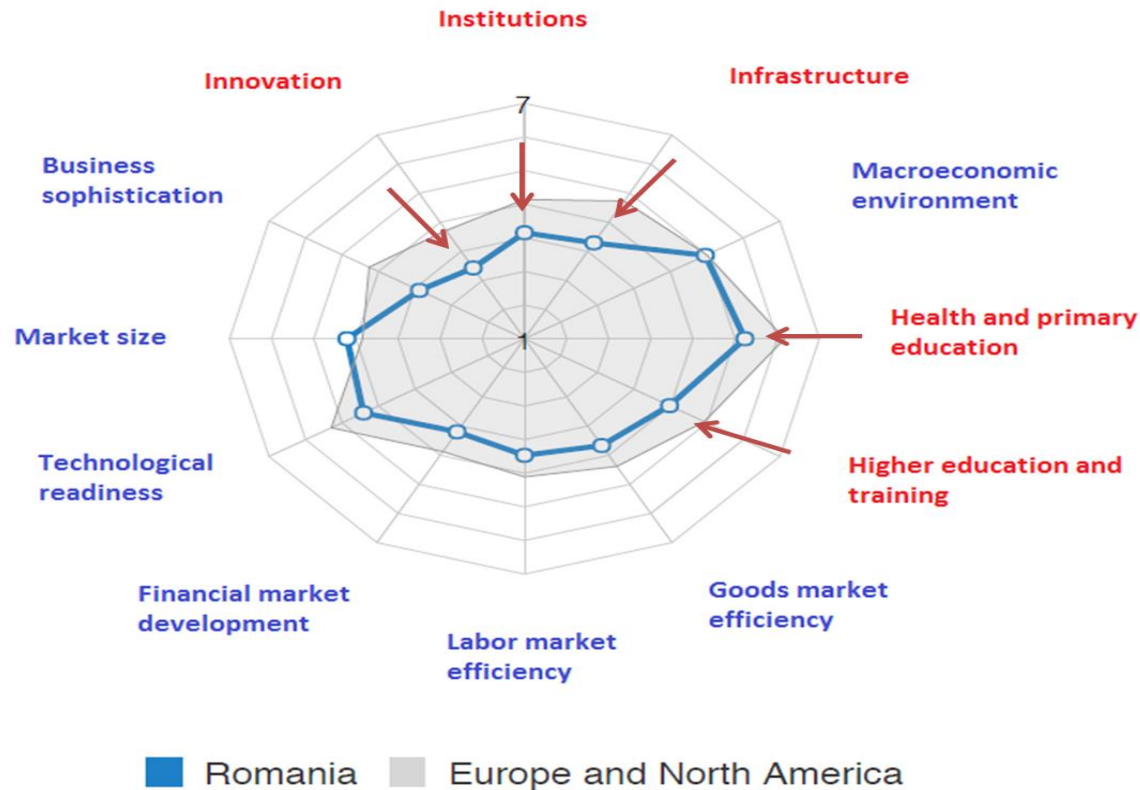 Institutions
Innovation
Infrastructure
7
Business
sophistication
Macroeconomic
environment
Market size
1
Health and primary
education
Technological
readiness
Higher education and
training
Financial market
development
Labor market
efficiency
Goods market
efficiency
Romania
Europe and North America